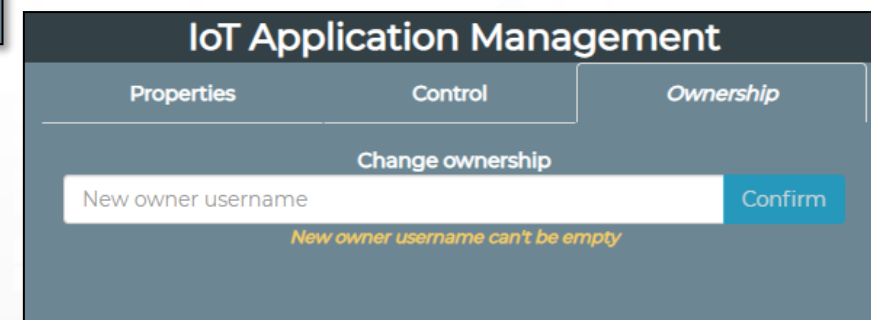 IoT Application Management
Properties Control Ownership
Change ownership
New owner username Confirm
New owner username can't be empty